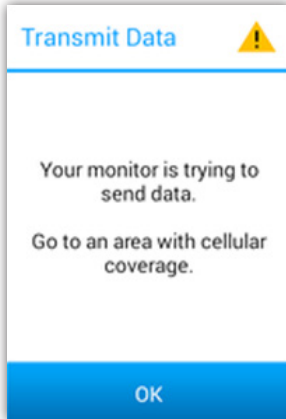 Transmit Data
Your monitor is trying to
send data.
Go to an area with cellular
coverage.
OK